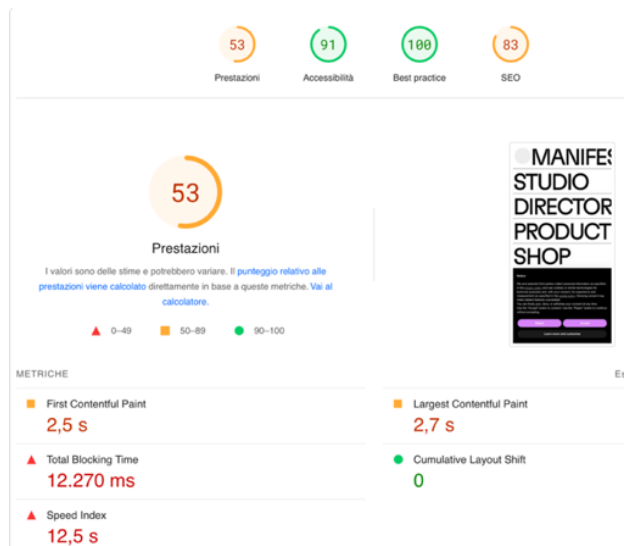 53
91
100
83
Prestazioni
Accessibilità
Best practice
SEO
53
Prestazioni
I valori sono delle stime e potrebbero variare. Il punteggio relativo alle
prestazioni viene calcolato direttamente in base a queste metriche. Vai al
calcolatore.
0–49
50–89
90–100
MANIFES
STUDIO
DIRECTOR
PRODUCT
SHOP
METRICHE
First Contentful Paint
2,5 s
Largest Contentful Paint
2,7 s
Total Blocking Time
12.270 ms
Cumulative Layout Shift
0
Speed Index
12,5 s